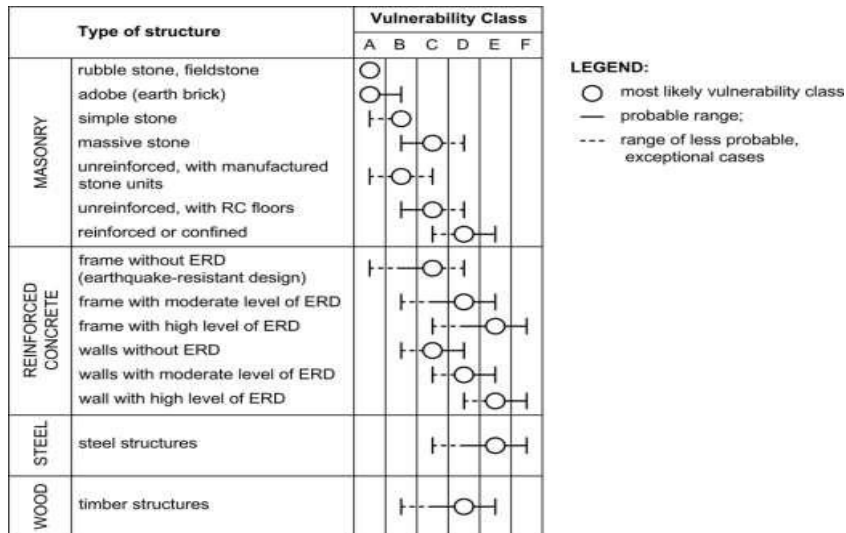 Type of structure
Vulnerability Class
A B C D E F
MASONRY
rubble stone, fieldstone
adobe (earth brick)
simple stone
massive stone
unreinforced, with manufactured
stone units
unreinforced, with RC floors
reinforced or confined
REINFORCED
CONCRETE
frame without ERD
(earthquake-resistant design)
frame with moderate level of ERD
frame with high level of ERD
walls without ERD
walls with moderate level of ERD
wall with high level of ERD
STEEL
steel structures
WOOD
timber structures
LEGEND:
most likely vulnerability class
probable range;
range of less probable,
exceptional cases